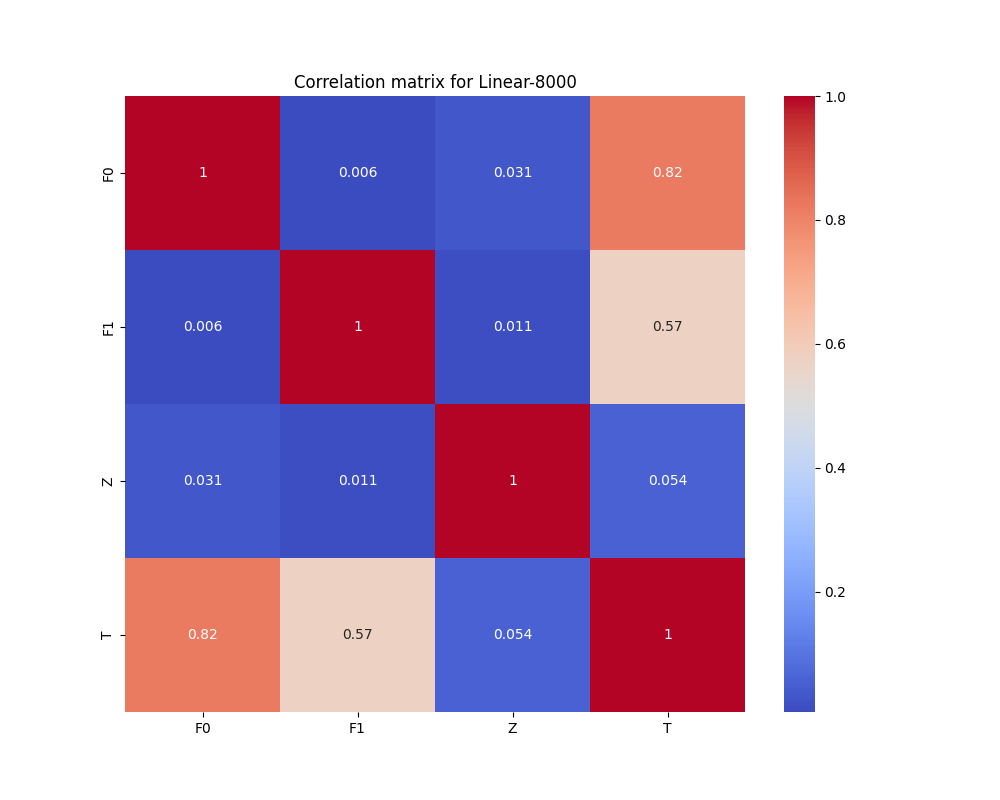 Correlation matrix for Linear-8000
F0 1 0.006 0.031 0.82
F1 0.006 1 0.011 0.57
Z 0.031 0.011 1 0.054
T 0.82 0.57 0.054 1
F0 F1 Z T
1.0
0.8
0.6
0.4
0.2